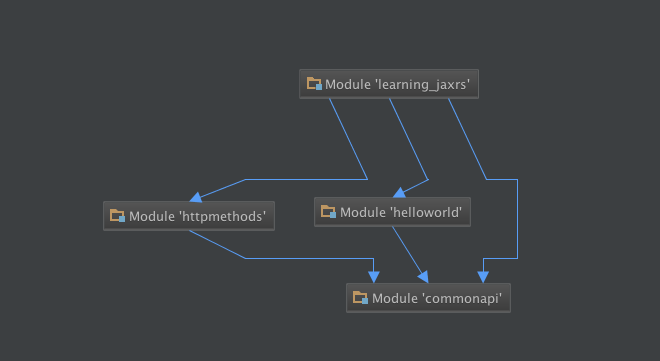 Module 'learning_jaxrs'
Module 'httpmethods'
Module 'helloworld'
Module 'commonapi'